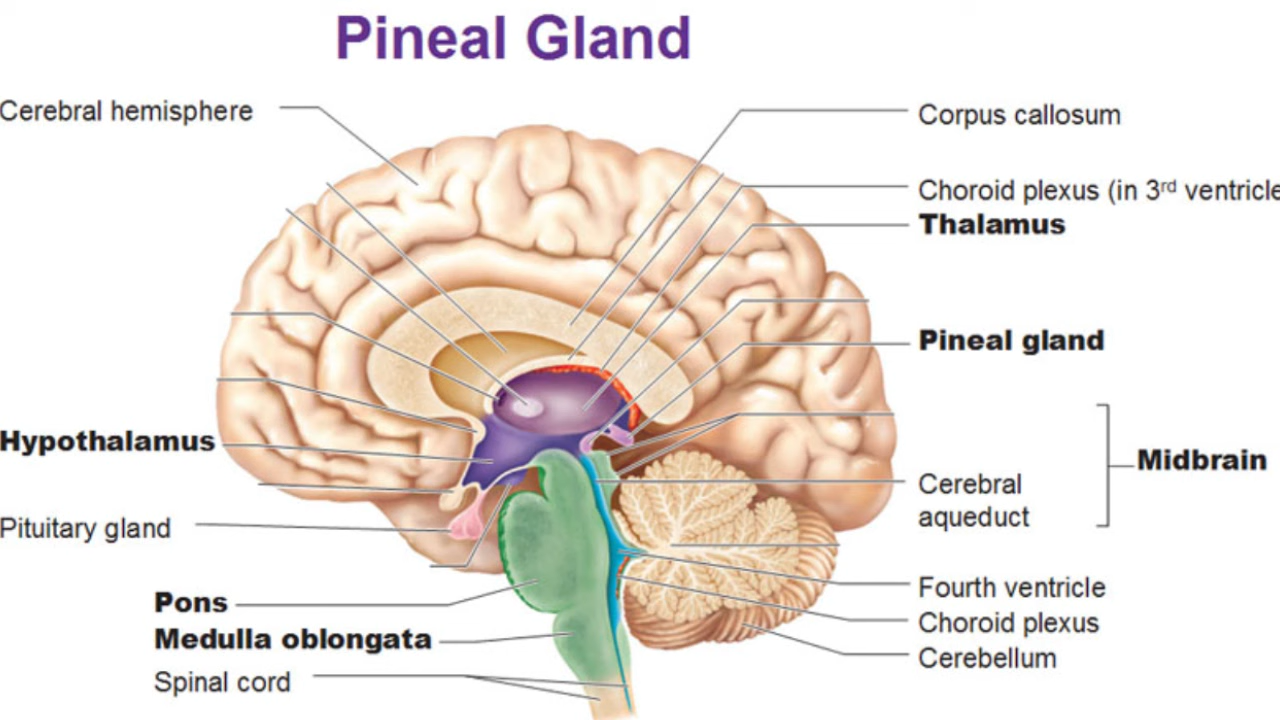 Pineal Gland
Cerebral hemisphere
Hypothalamus
Pituitary gland
Pons
Medulla oblongata
Spinal cord
Corpus callosum
Choroid plexus (in 3rd ventricle
Thalamus
Pineal gland
Midbrain
Cerebral
aqueduct
Fourth ventricle
Choroid plexus
Cerebellum